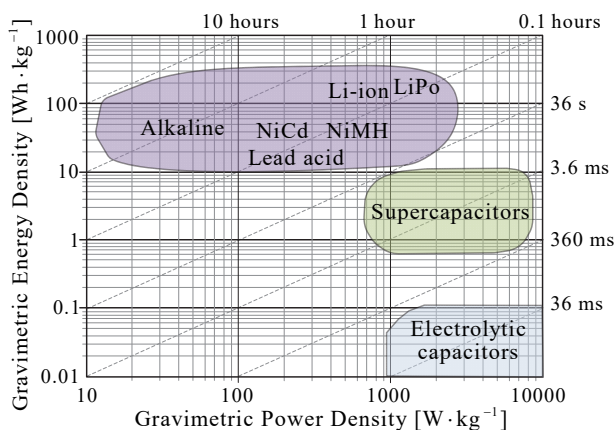 10 hours 1 hour 0.1 hours
Gravimetric Energy Density [Wh·kg⁻¹]
1000
100
10
1
0.1
0.01
Li-ion LiPo
Alkaline NiCd NiMH
Lead acid
Supercapacitors
Electrolytic
capacitors
36 s
3.6 ms
360 ms
36 ms
10 100 1000 10000
Gravimetric Power Density [W·kg⁻¹]